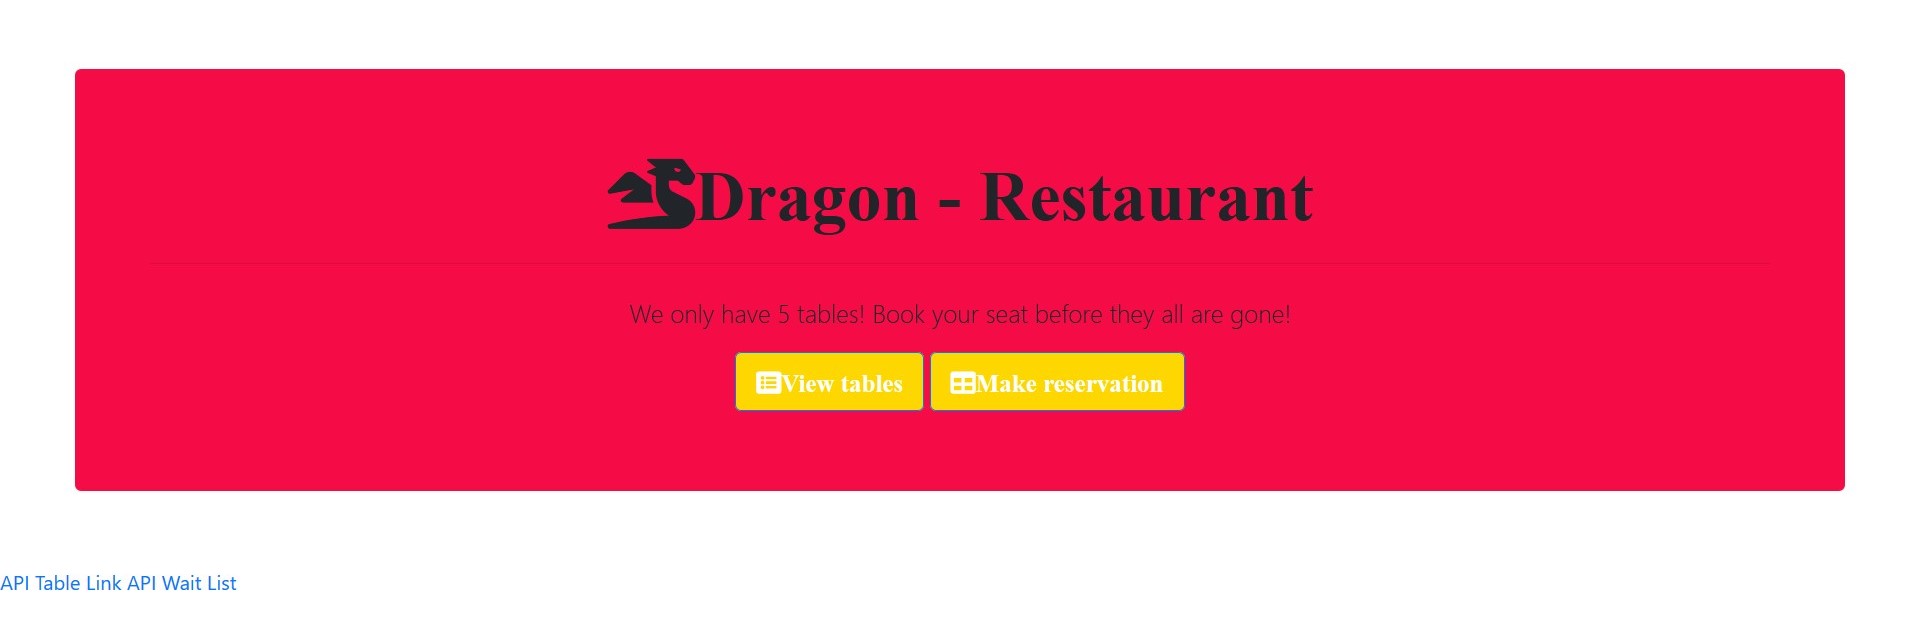 Dragon - Restaurant
We only have 5 tables! Book your seat before they all are gone!
View tables Make reservation
API Table Link API Wait List